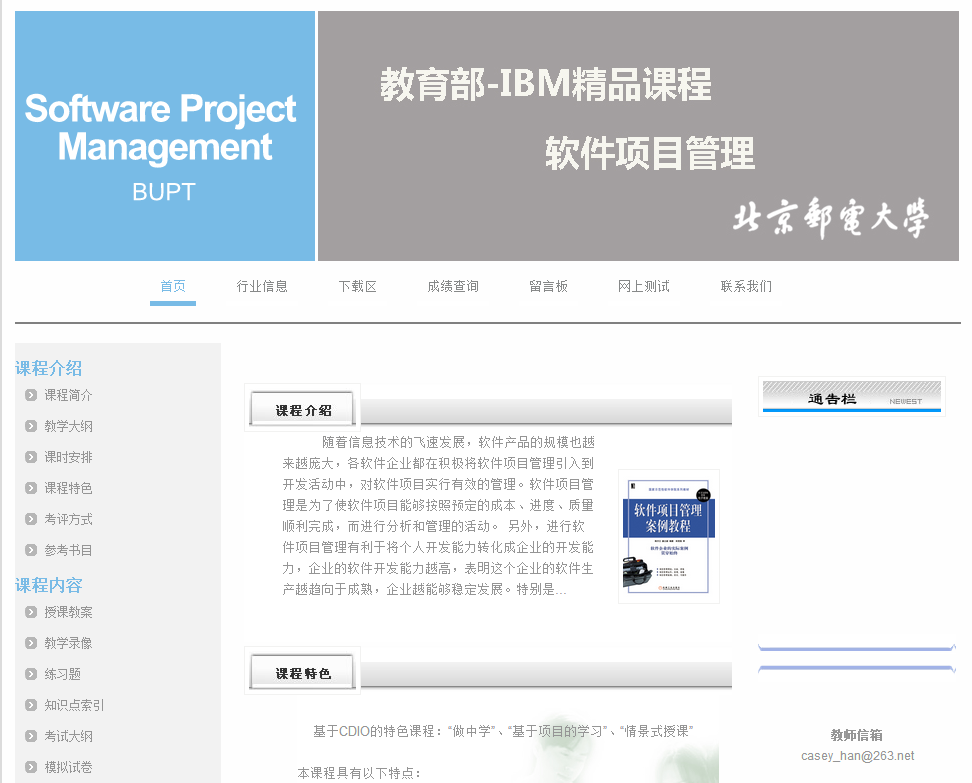 Software Project
Management
BUPT
教育部-IBM精品课程
软件项目管理
北京郵電大學
首页
行业信息
下载区
成绩查询
留言板
网上测试
联系我们
课程介绍
课程简介
教学大纲
课时安排
课程特色
考评方式
参考书目
课程内容
授课教案
教学录像
练习题
知识点索引
考试大纲
模拟试卷
课程介绍
随着信息技术的飞速发展，软件产品的规模也越
来越庞大，各软件企业都在积极将软件项目管理引入到
开发活动中，对软件项目实行有效的管理。软件项目管
理是为了使软件项目能够按照预定的成本、进度、质量
顺利完成，而进行分析和管理的活动。 另外，进行软
件项目管理有利于将个人开发能力转化成企业的开发能
力，企业的软件开发能力越高，表明这个企业的软件生
产越趋向于成熟，企业越能够稳定发展。特别是...
软件项目管理
案例教程
课程特色
基于CDIO的特色课程：“做中学”、“基于项目的学习”、“情景式授课”
本课程具有以下特点：
通告栏
NEWEST
教师信箱
casey_han@263.net